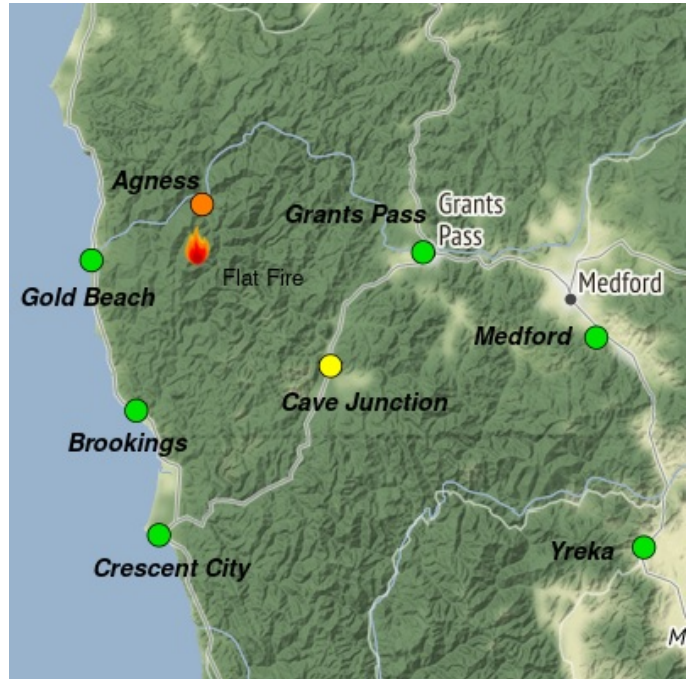 Agness
Grants Pass
Grants
Pass
Flat Fire
Gold Beach
Medford
Medford
Cave Junction
Brookings
Yreka
Crescent City
M